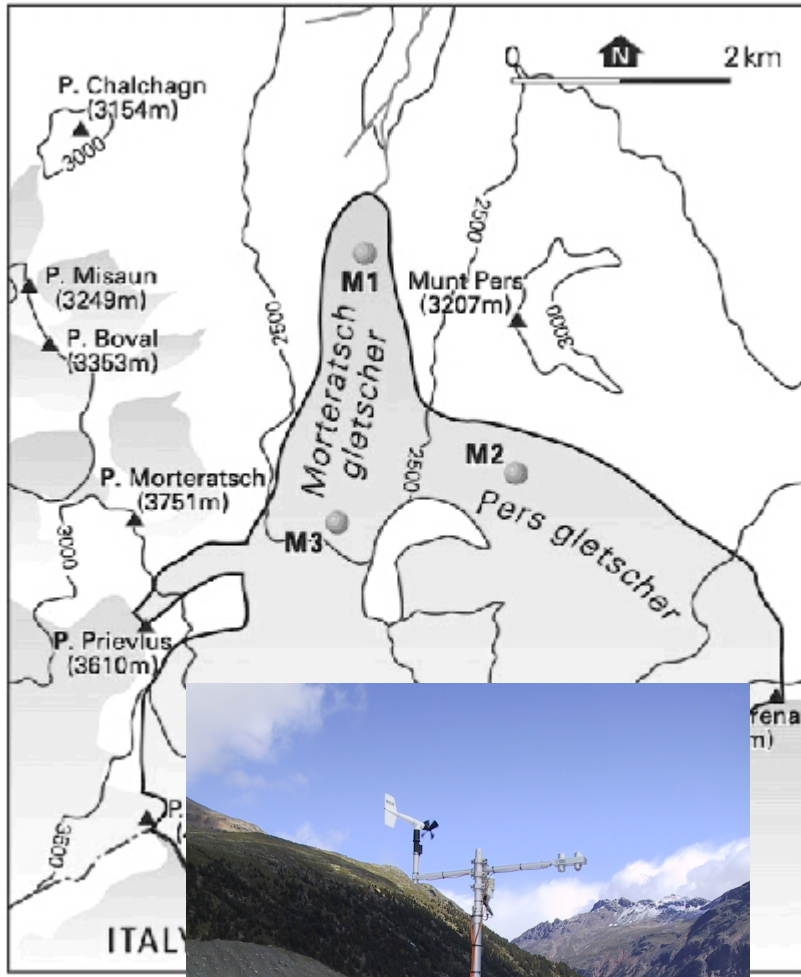 0 N 2 km
P. Chalchagn
(3154m)
3000
2500
P. Misaun
(3249m)
M1
Munt Pers
(3207m)
3000
2500
P. Boval
(3353m)
Morteratsch
gletscher
M2
2500
P. Morteratsch
(3751m)
Pers gletscher
M3
3000
P. Prievlus
(3610m)
m)
P.
3500
ITALY